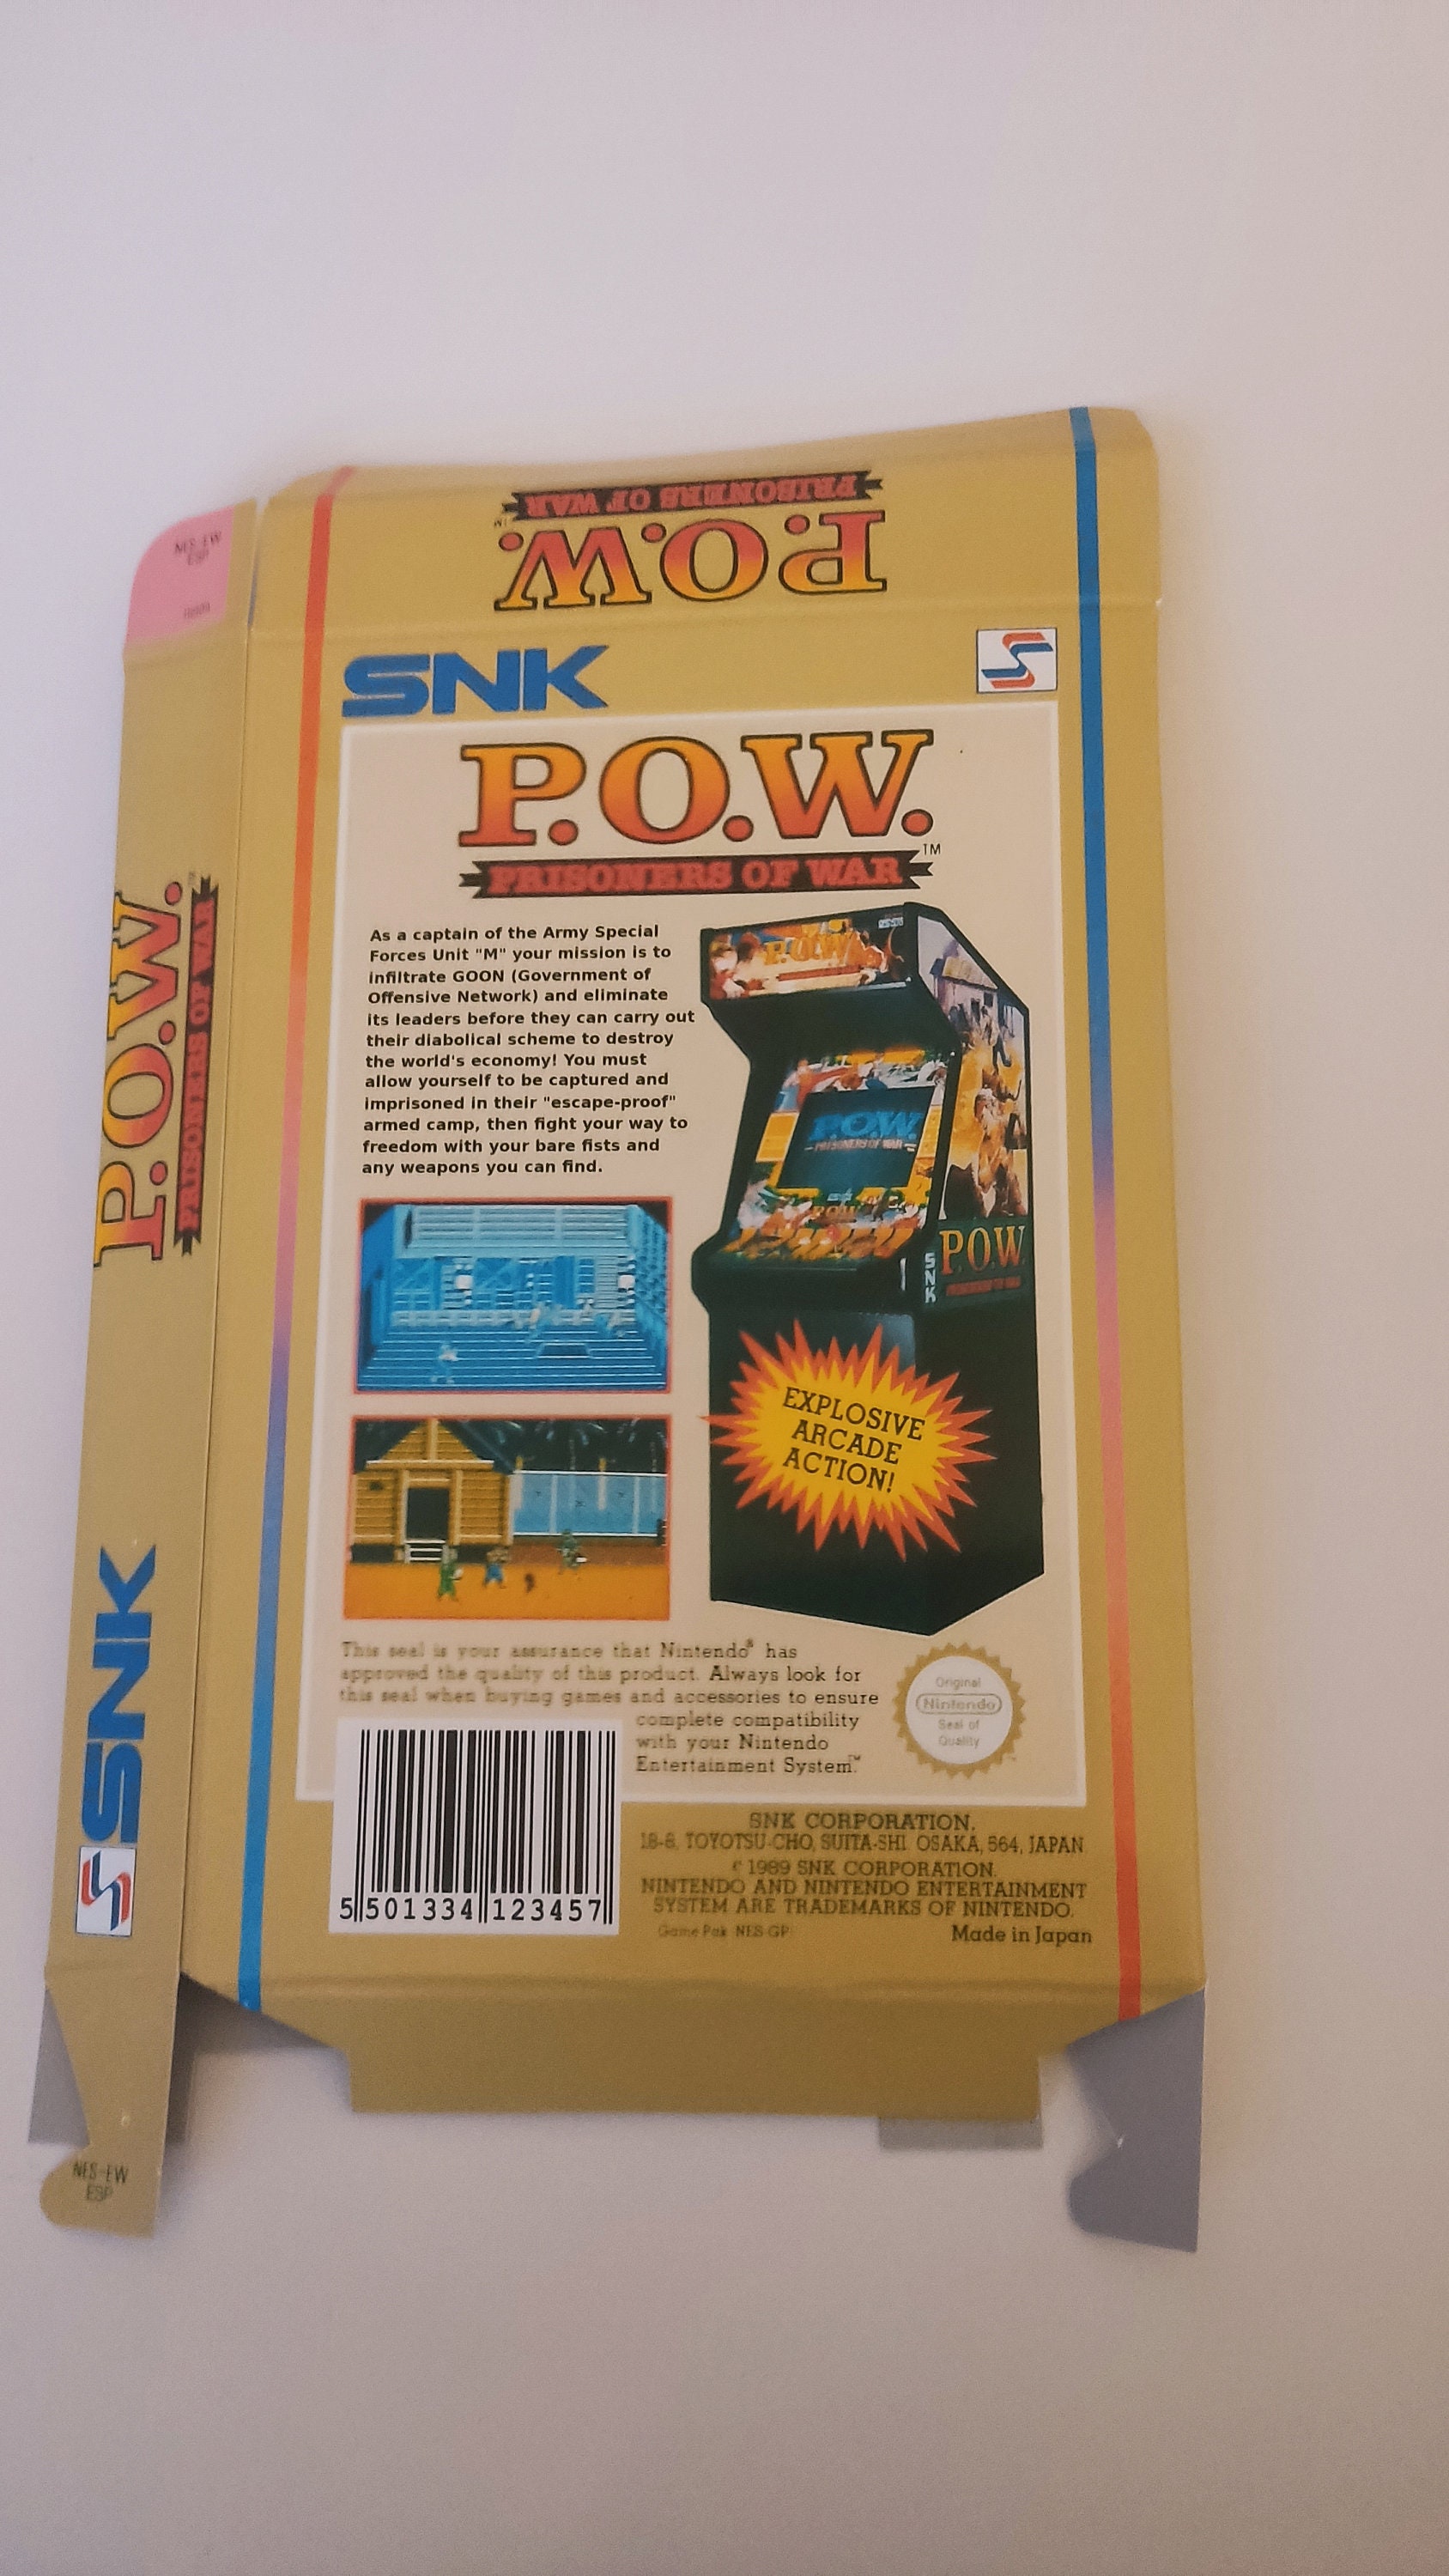 NES-EW
ESP
PRISONERS OF WAR
P.O.W.
SNK
P.O.W.
TM
PRISONERS OF WAR
As a captain of the Army Special
Forces Unit "M" your mission is to
infiltrate GOON (Government of
Offensive Network) and eliminate
its leaders before they can carry out
their diabolical scheme to destroy
the world's economy! You must
allow yourself to be captured and
imprisoned in their "escape-proof"
armed camp, then fight your way to
freedom with your bare fists and
any weapons you can find.
P.O.W.
P.O.W.
PRISONERS OF WAR
P.O.W.
SNK
P.O.W.
EXPLOSIVE
ARCADE
ACTION!
This seal is your assurance that Nintendo® has
approved the quality of this product. Always look for
this seal when buying games and accessories to ensure
complete compatibility
with your Nintendo
Entertainment System.™
Original
Nintendo
Seal of
Quality
TM
5 501334 123457
SNK CORPORATION.
18-8, TOYOTSU-CHO, SUITA-SHI OSAKA, 564, JAPAN
© 1989 SNK CORPORATION.
NINTENDO AND NINTENDO ENTERTAINMENT
SYSTEM ARE TRADEMARKS OF NINTENDO.
Game Pak NES-GP
Made in Japan
P.O.W.
PRISONERS OF WAR
SNK
NES-EW
ESP